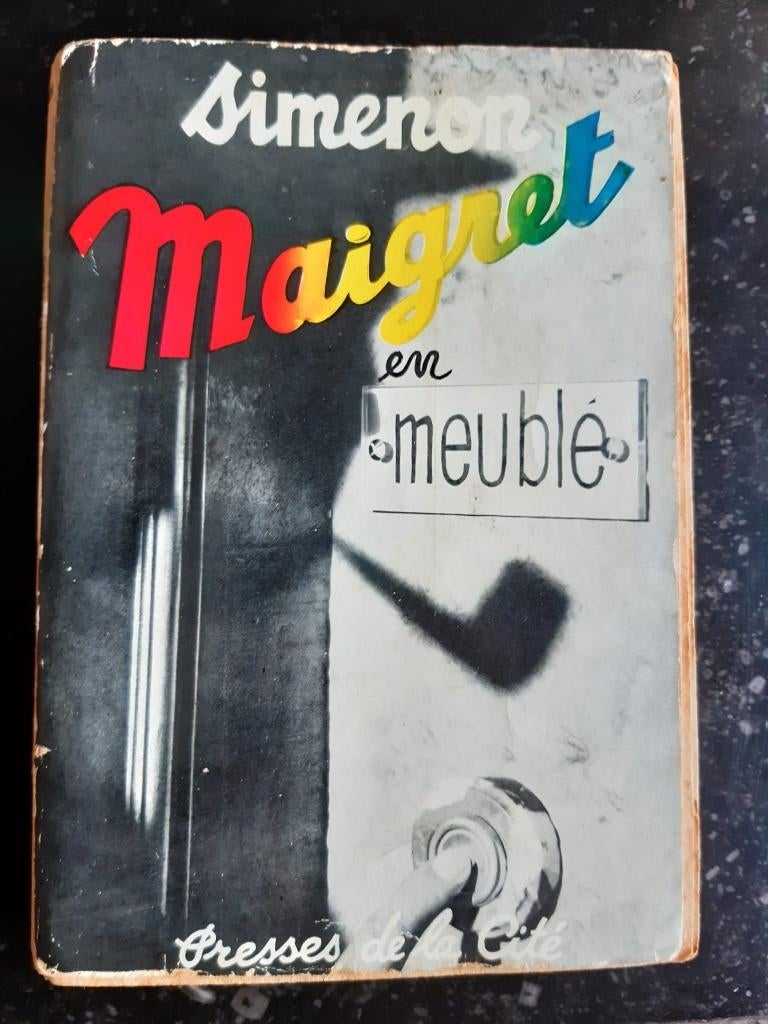 Simenon
Maigret
en
meublé
Presses de la Cité